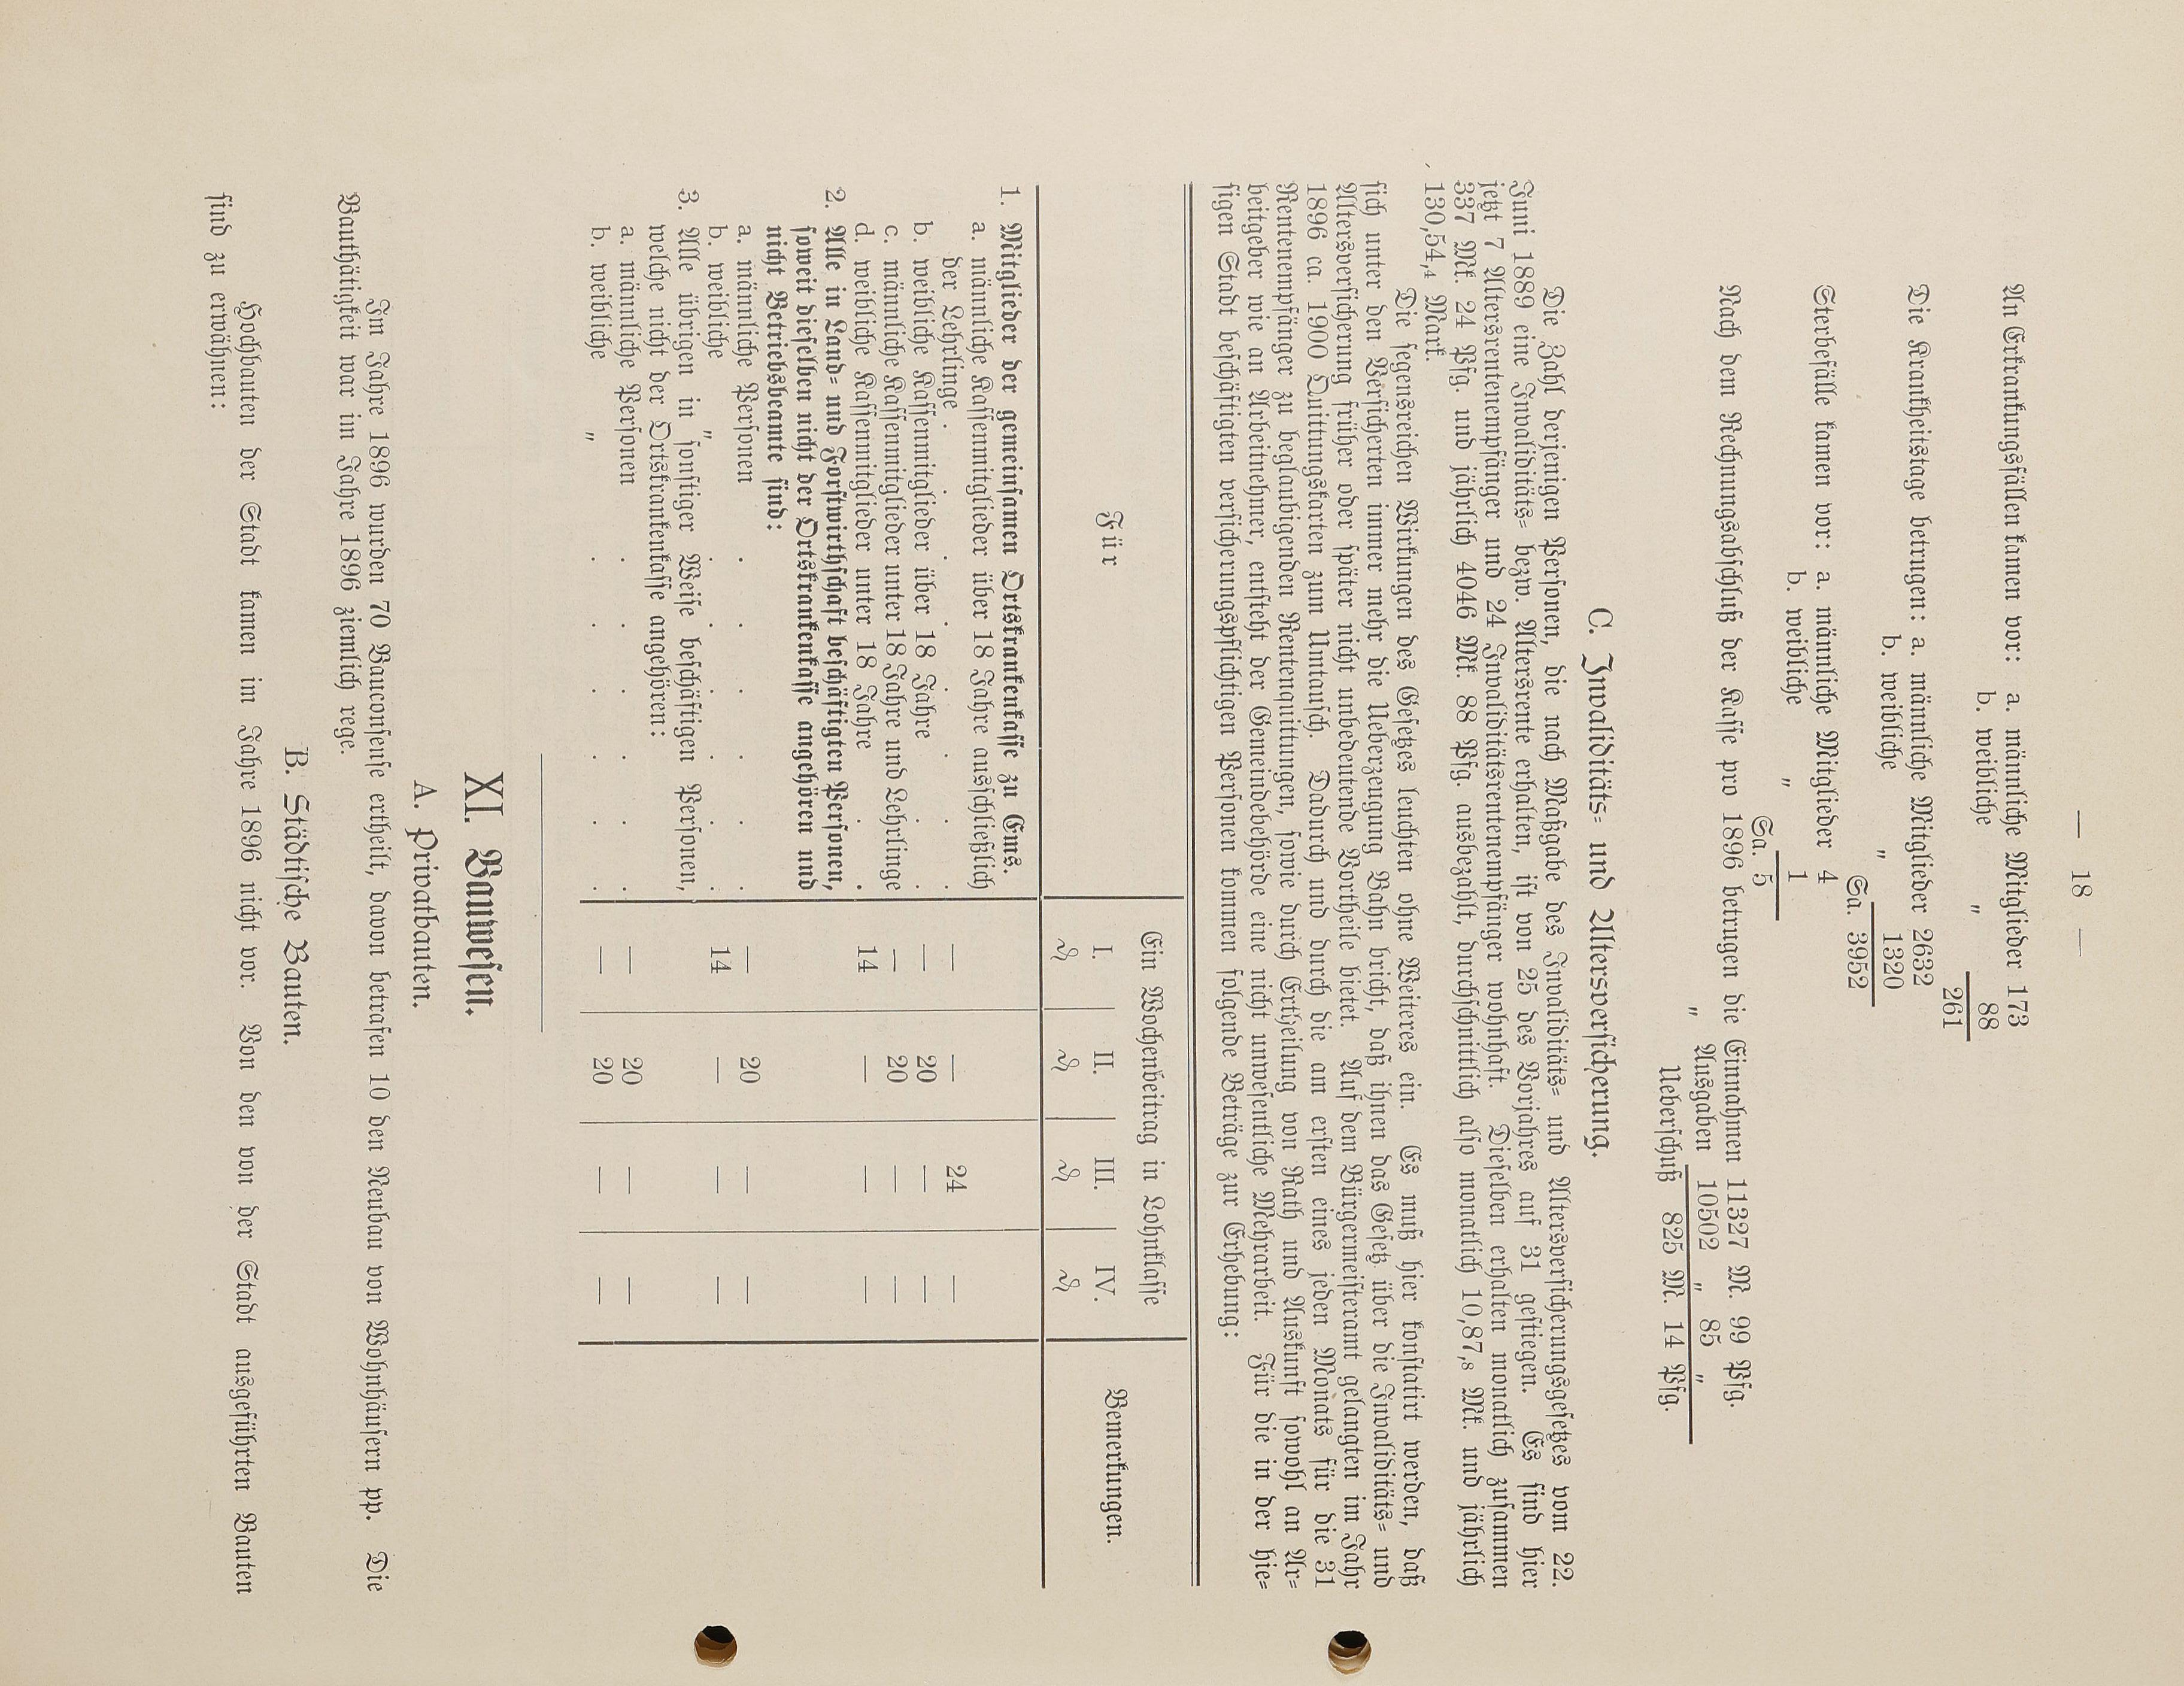 — 18 —
An Erkrankungsfällen kamen vor: a. männliche Mitglieder 173
b. weibliche „ 88
261
Die Krankheitstage betrugen: a. männliche Mitglieder 2632
b. weibliche „ 1320
Sa. 3952
Sterbefälle kamen vor: a. männliche Mitglieder 4
b. weibliche „ 1
Sa. 5
Nach dem Rechnungsabschluß der Kasse pro 1896 betrugen die Einnahmen 11327 M. 99 Pfg.
„ Ausgaben 10502 „ 85 „
Ueberschuß 825 M. 14 Pfg.
C. Invaliditäts- und Altersversicherung.
Die Zahl derjenigen Personen, die nach Maßgabe des Invaliditäts- und Altersversicherungsgesetzes vom 22.
Juni 1889 eine Invaliditäts- bezw. Altersrente erhalten, ist von 25 des Vorjahres auf 31 gestiegen. Es sind hier
jetzt 7 Altersrentenempfänger und 24 Invaliditätsrentenempfänger wohnhaft. Dieselben erhalten monatlich zusammen
337 Mk. 24 Pfg. und jährlich 4046 Mk. 88 Pfg. ausbezahlt, durchschnittlich also monatlich 10,87,8 Mk. und jährlich
130,54,4 Mark.
Die segensreichen Wirkungen des Gesetzes leuchten ohne Weiteres ein. Es muß hier konstatirt werden, daß
sich unter den Versicherten immer mehr die Ueberzeugung Bahn bricht, daß ihnen das Gesetz über die Invaliditäts- und
Altersversicherung früher oder später nicht unbedeutende Vortheile bietet. Auf dem Bürgermeisteramt gelangten im Jahr
1896 ca. 1900 Quittungskarten zum Umtausch. Dadurch und durch die am ersten eines jeden Monats für die 31
Rentenempfänger zu beglaubigenden Rentenquittungen, sowie durch Ertheilung von Rath und Auskunft sowohl an Ar-
beitgeber wie an Arbeitnehmer, entsteht der Gemeindebehörde eine nicht unwesentliche Mehrarbeit. Für die in der hie-
sigen Stadt beschäftigten versicherungspflichtigen Personen kommen folgende Beträge zur Erhebung:
Für Ein Wochenbeitrag in Lohnklasse Bemerkungen.
I. II. III. IV.
₰ ₰ ₰ ₰
1. Mitglieder der gemeinsamen Ortskrankenkasse zu Ems.
a. männliche Kassenmitglieder über 18 Jahre ausschließlich
der Lehrlinge . . . . . . — — 24 —
b. weibliche Kassenmitglieder über 18 Jahre . — 20 — —
c. männliche Kassenmitglieder unter 18 Jahre und Lehrlinge — 20 — —
d. weibliche Kassenmitglieder unter 18 Jahre . . 14 — — —
2. Alle in Land- und Forstwirthschaft beschäftigten Personen,
soweit dieselben nicht der Ortskrankenkasse angehören und
nicht Betriebsbeamte sind:
a. männliche Personen . . . . . . — 20 — —
b. weibliche „ . . . . . 14 — — —
3. Alle übrigen in sonstiger Weise beschäftigen Personen,
welche nicht der Ortskrankenkasse angehören:
a. männliche Personen . . . . . . — 20 — —
b. weibliche „ . . . . . . — 20 — —
XI. Bauwesen.
A. Privatbauten.
Im Jahre 1896 wurden 70 Bauconsense ertheilt, davon betrafen 10 den Neubau von Wohnhäusern pp. Die
Bauthätigkeit war im Jahre 1896 ziemlich rege.
B. Städtische Bauten.
Hochbauten der Stadt kamen im Jahre 1896 nicht vor. Von den von der Stadt ausgeführten Bauten
sind zu erwähnen: